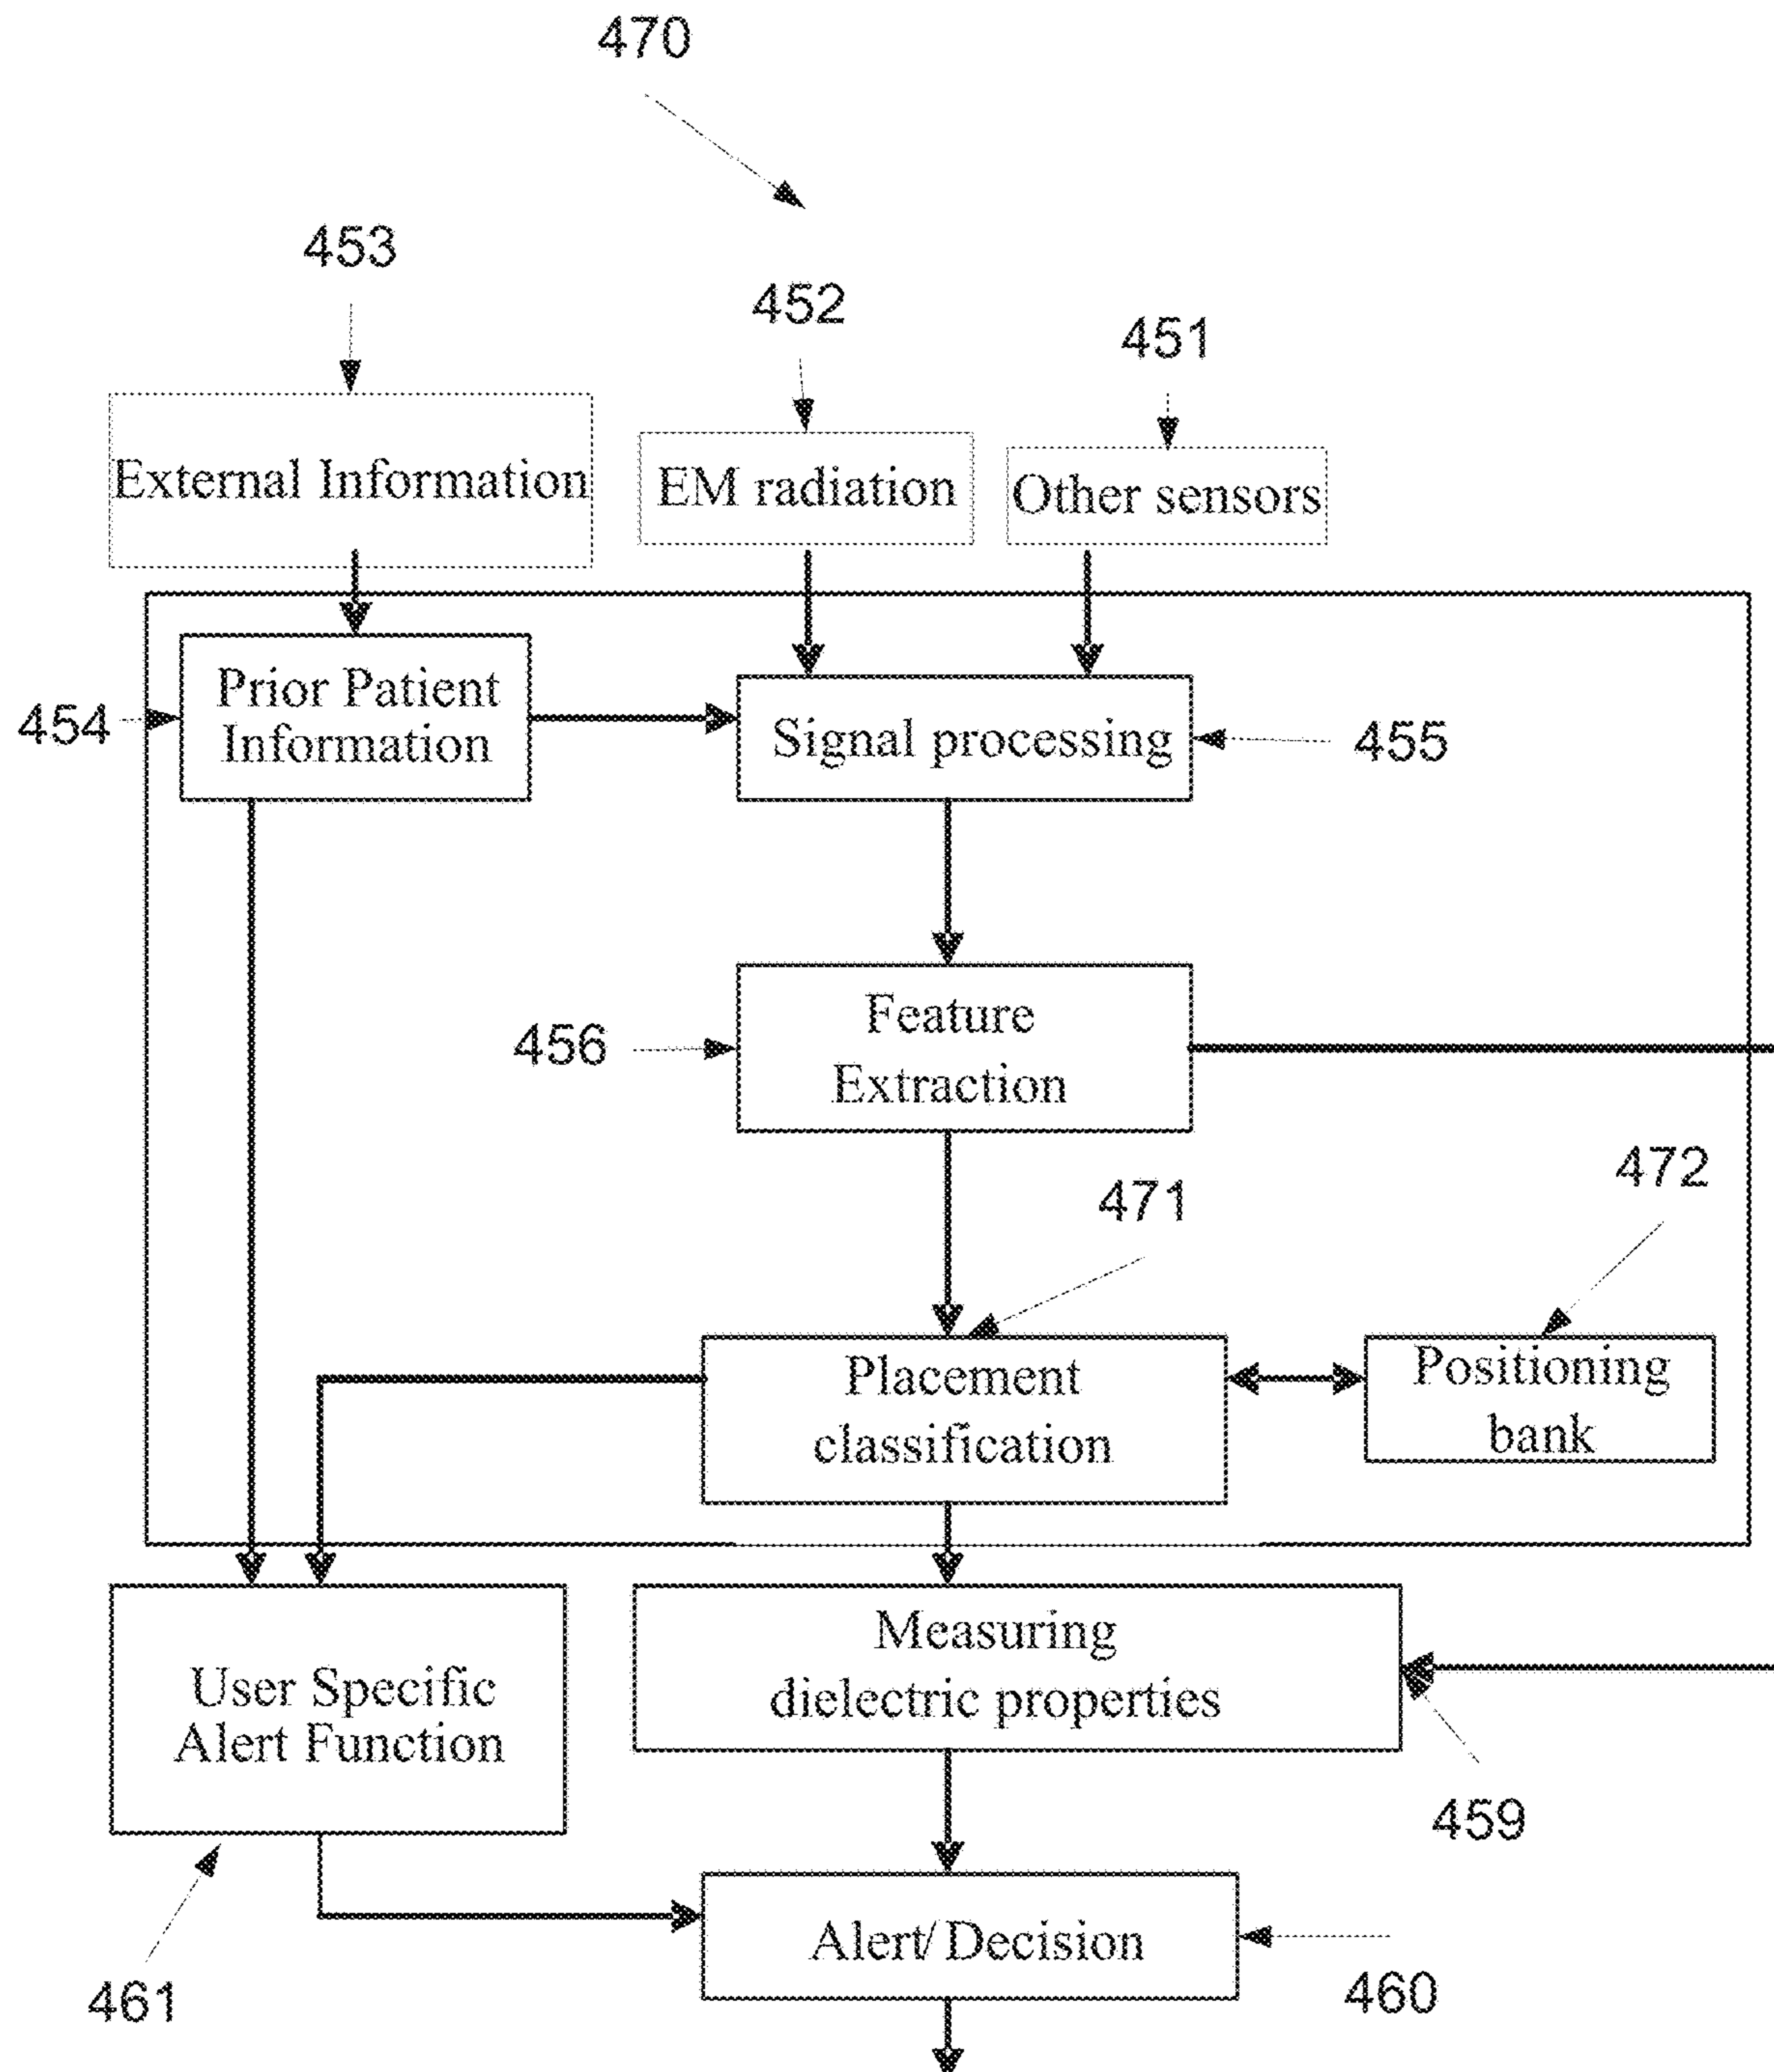 470
453
452
451
External Information
EM radiation
Other sensors
454
Prior Patient
Information
Signal processing
455
456
Feature
Extraction
471
472
Placement
classification
Positioning
bank
User Specific
Alert Function
Measuring
dielectric properties
459
461
Alert/ Decision
460